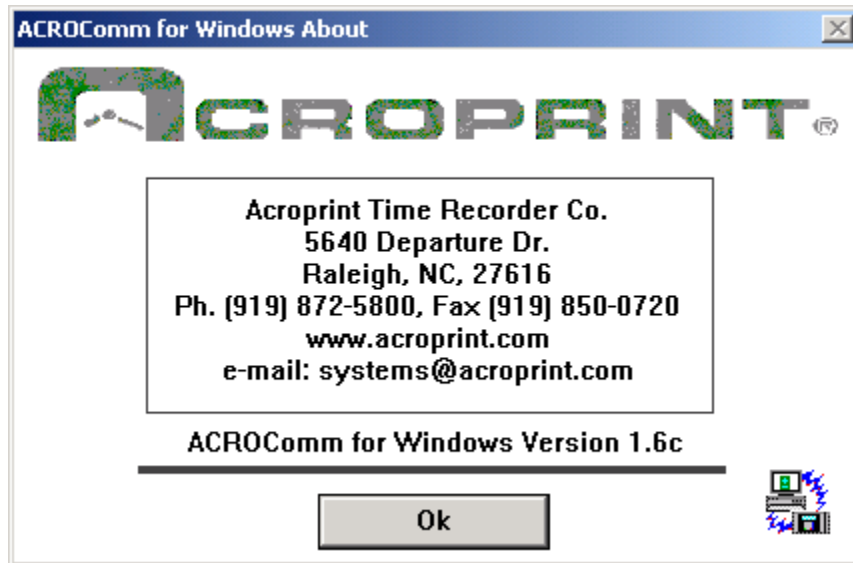 ACROComm for Windows About
ACROPRINT®
Acroprint Time Recorder Co.
5640 Departure Dr.
Raleigh, NC, 27616
Ph. (919) 872-5800, Fax (919) 850-0720
www.acroprint.com
e-mail: systems@acroprint.com
ACROComm for Windows Version 1.6c
Ok